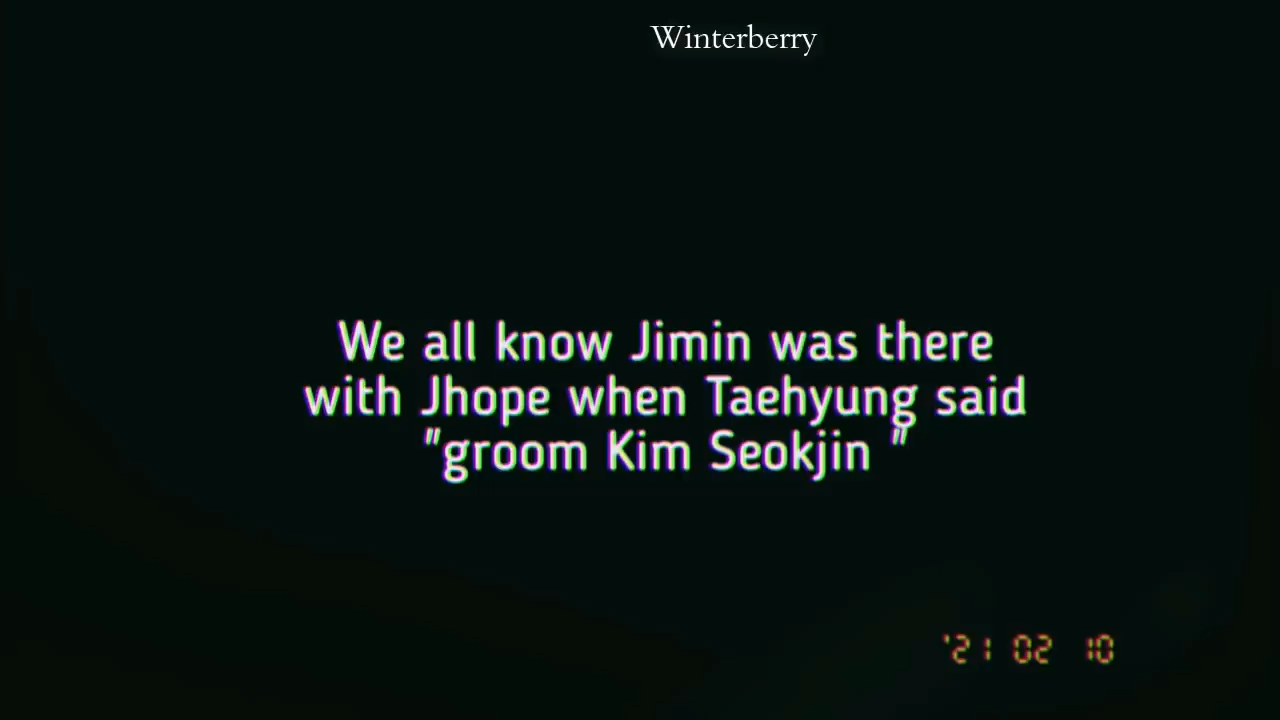 Winterberry
We all know Jimin was there
with Jhope when Taehyung said
"groom Kim Seokjin "
'21 02 10